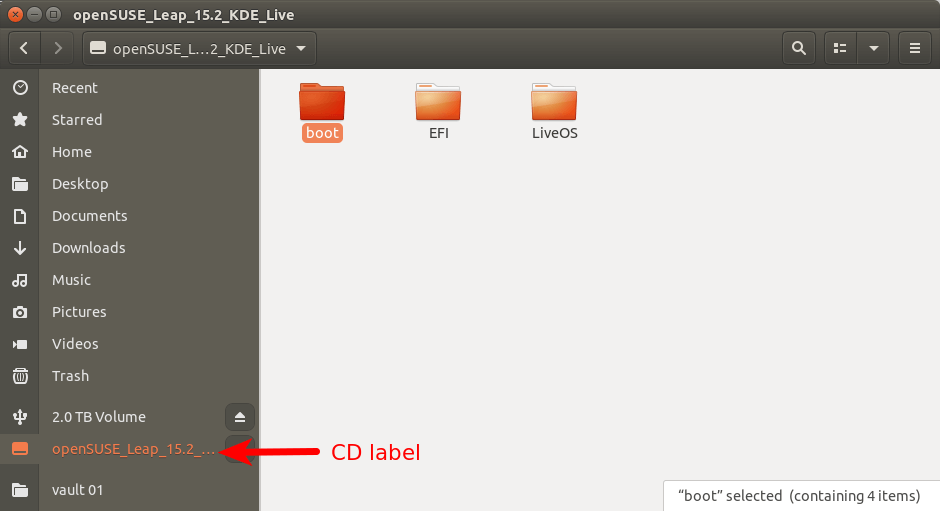 openSUSE_Leap_15.2_KDE_Live
openSUSE_L…2_KDE_Live
Recent
Starred
Home
Desktop
Documents
Downloads
Music
Pictures
Videos
Trash
2.0 TB Volume
openSUSE_Leap_15.2_…
vault 01
boot
EFI
LiveOS
CD label
“boot” selected (containing 4 items)